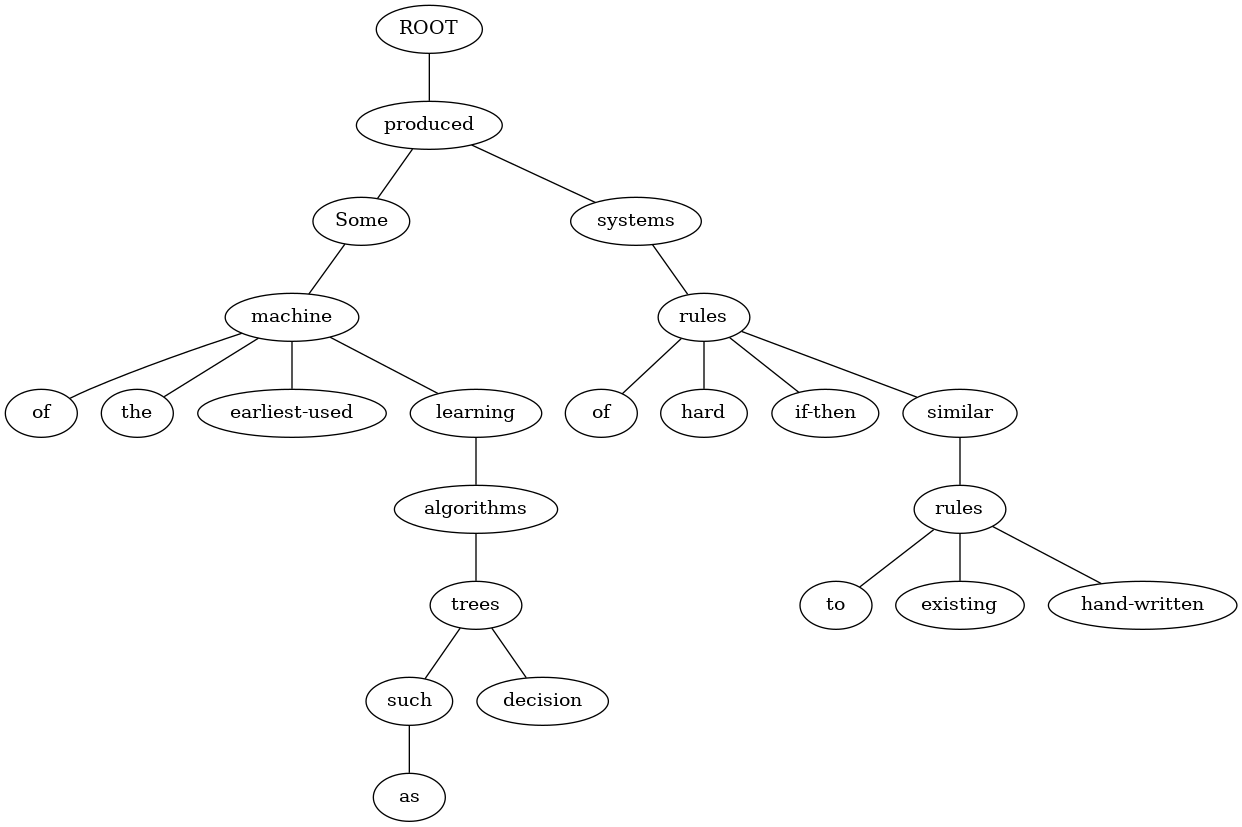 ROOT
produced
Some systems
machine rules
of the earliest-used learning of hard if-then similar
algorithms rules
trees to existing hand-written
such decision
as